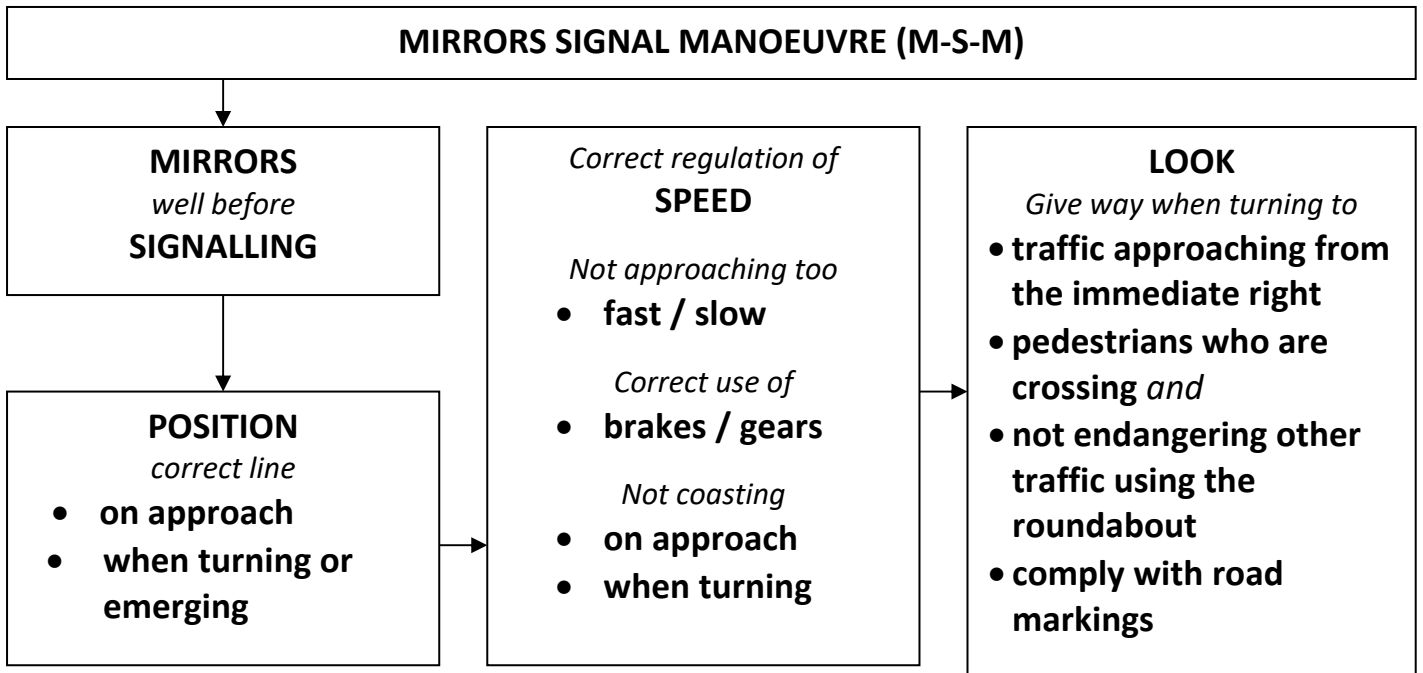 MIRRORS SIGNAL MANOEUVRE (M-S-M)
MIRRORS
well before
SIGNALLING
POSITION
correct line
• on approach
• when turning or
emerging
Correct regulation of
SPEED
Not approaching too
• fast / slow
Correct use of
• brakes / gears
Not coasting
• on approach
• when turning
LOOK
Give way when turning to
• traffic approaching from
the immediate right
• pedestrians who are
crossing and
• not endangering other
traffic using the
roundabout
• comply with road
markings